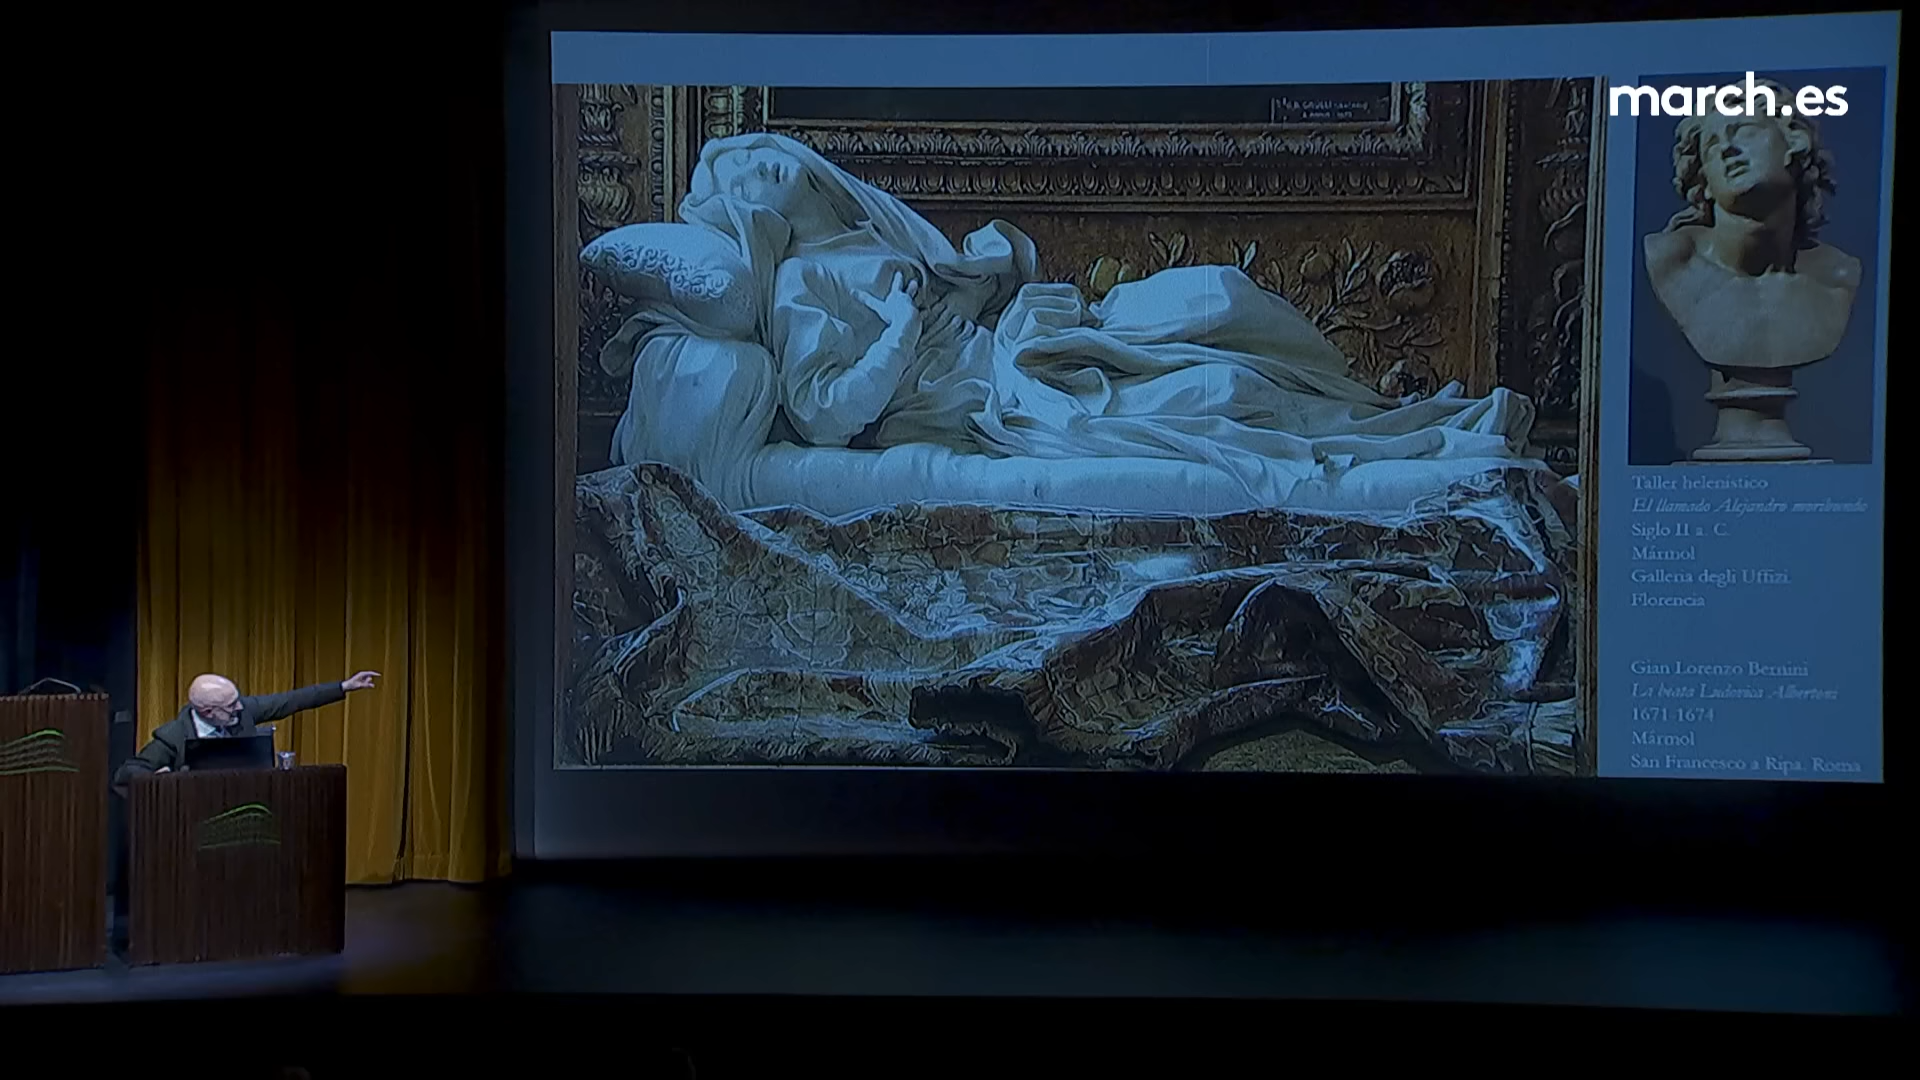 march.es
Taller helenístico
El llamado Alejandro moribundo
Siglo II a. C.
Mármol
Galleria degli Uffizi.
Florencia
Gian Lorenzo Bernini
La beata Ludovica Albertoni
1671-1674
Mármol
San Francesco a Ripa. Roma